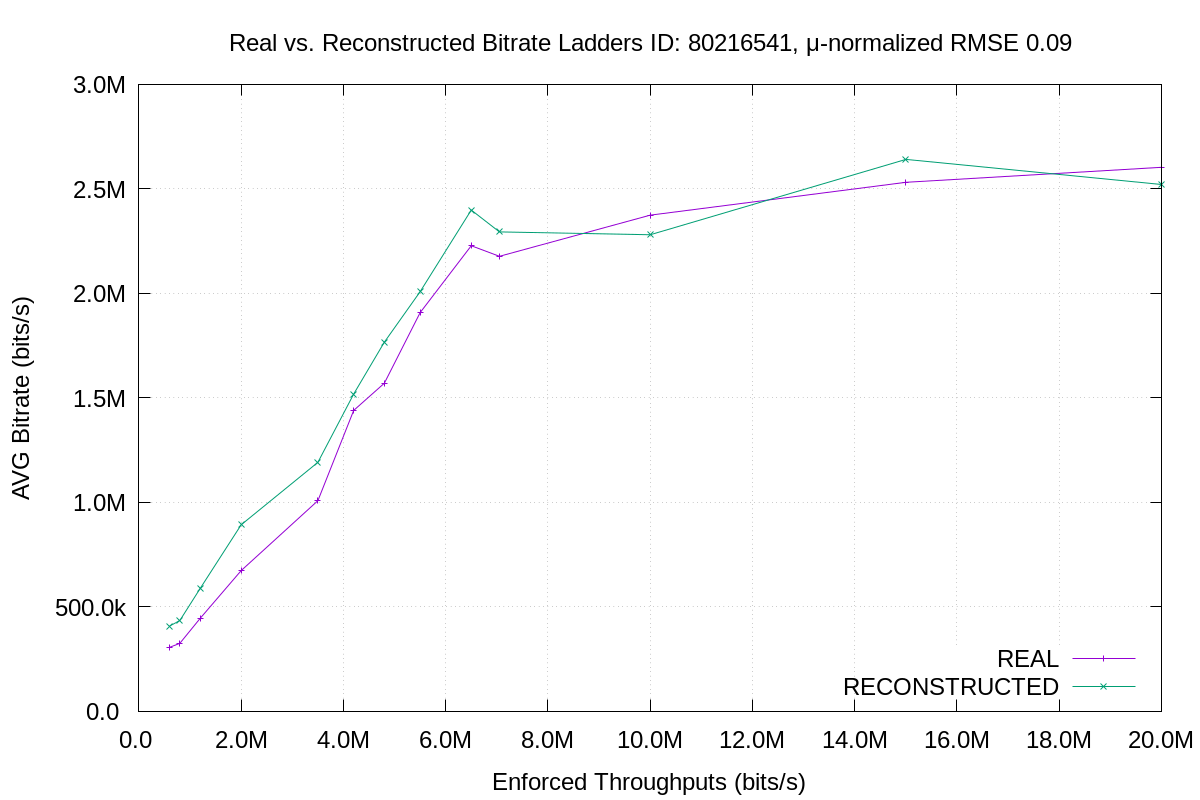 Real vs. Reconstructed Bitrate Ladders ID: 80216541, μ-normalized RMSE 0.09
3.0M
2.5M
2.0M
1.5M
1.0M
500.0k
0.0
AVG Bitrate (bits/s)
REAL
RECONSTRUCTED
0.0 2.0M 4.0M 6.0M 8.0M 10.0M 12.0M 14.0M 16.0M 18.0M 20.0M
Enforced Throughputs (bits/s)